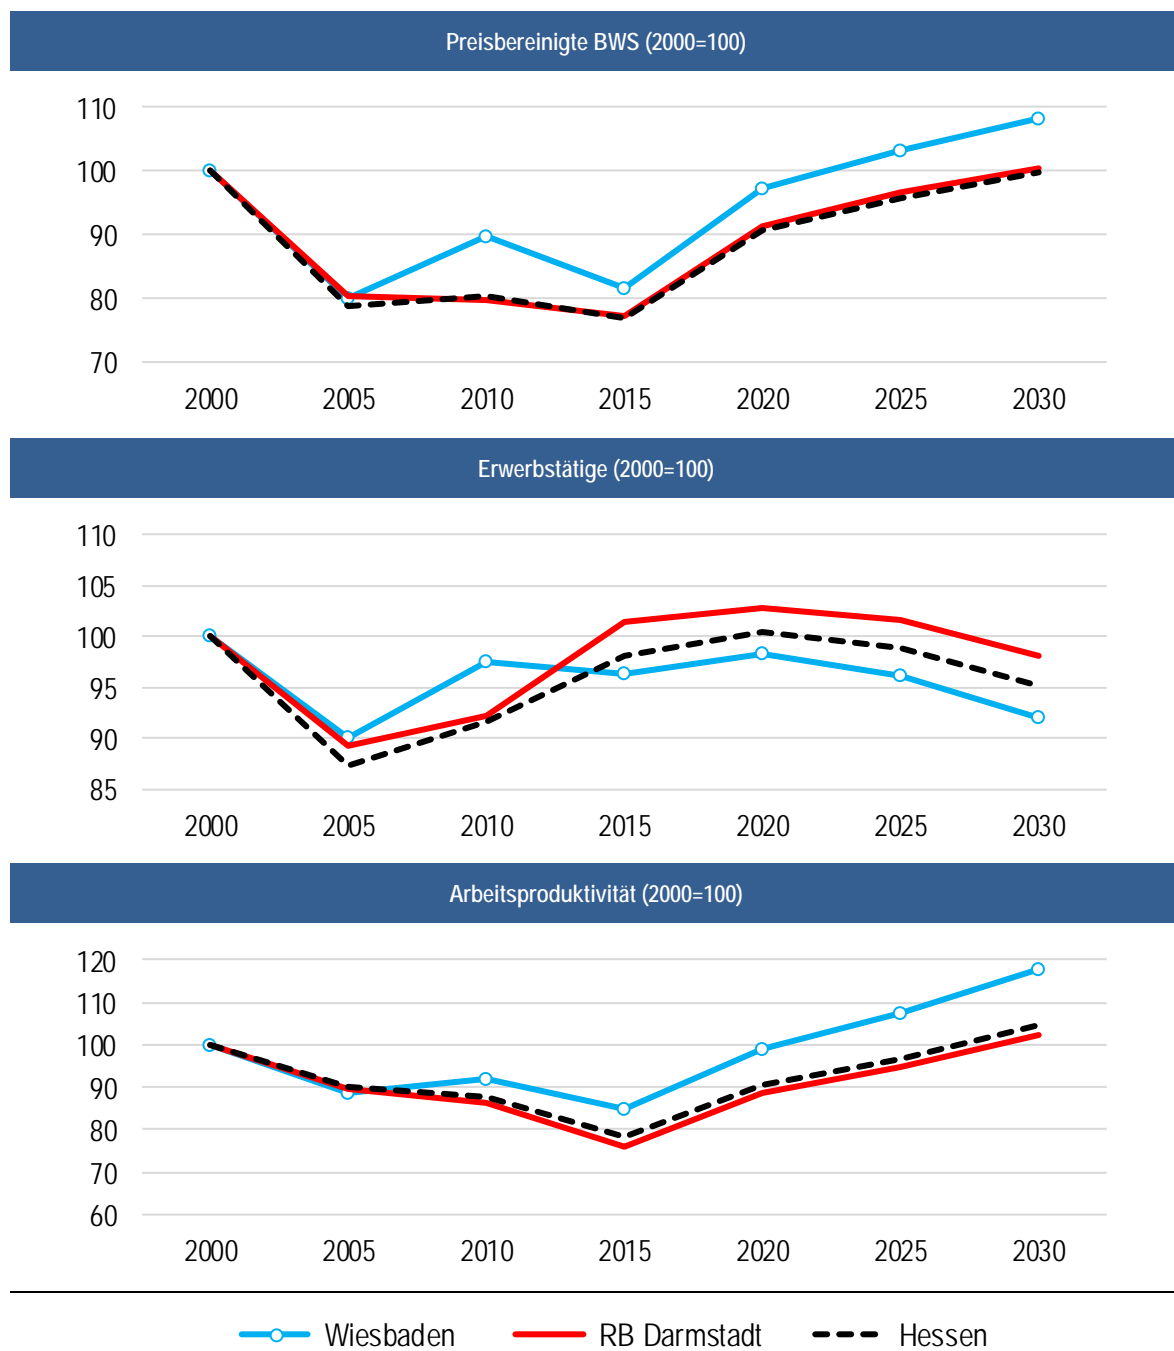 Preisbereinigte BWS (2000=100)
110
100
90
80
70
2000 2005 2010 2015 2020 2025 2030
Erwerbstätige (2000=100)
110
105
100
95
90
85
2000 2005 2010 2015 2020 2025 2030
Arbeitsproduktivität (2000=100)
120
110
100
90
80
70
60
2000 2005 2010 2015 2020 2025 2030
Wiesbaden RB Darmstadt Hessen